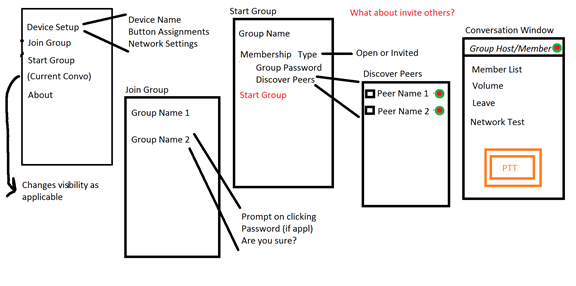 Device Setup
Join Group
Start Group
(Current Convo)
About
Changes visibility as
applicable
Device Name
Button Assignments
Network Settings
Join Group
Group Name 1
Group Name 2
Prompt on clicking
Password (if appl)
Are you sure?
Start Group
Group Name
Membership Type
Group Password
Discover Peers
Start Group
What about invite others?
Open or Invited
Discover Peers
Peer Name 1
Peer Name 2
Conversation Window
Group Host/Member
Member List
Volume
Leave
Network Test
PTT